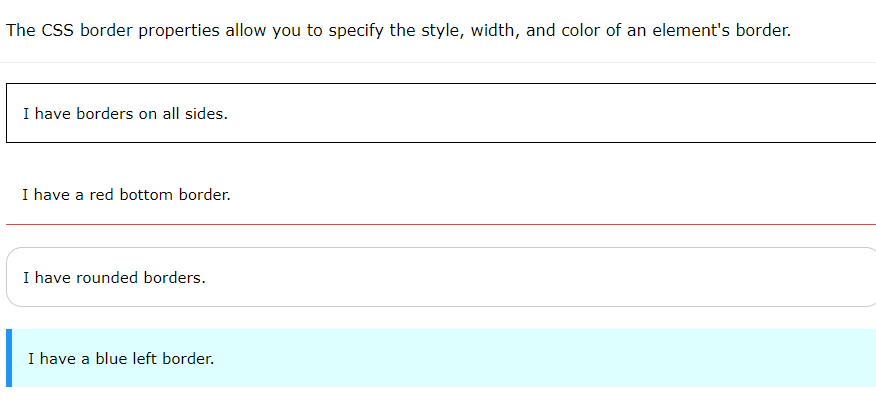 The CSS border properties allow you to specify the style, width, and color of an element's border.
I have borders on all sides.
I have a red bottom border.
I have rounded borders.
I have a blue left border.